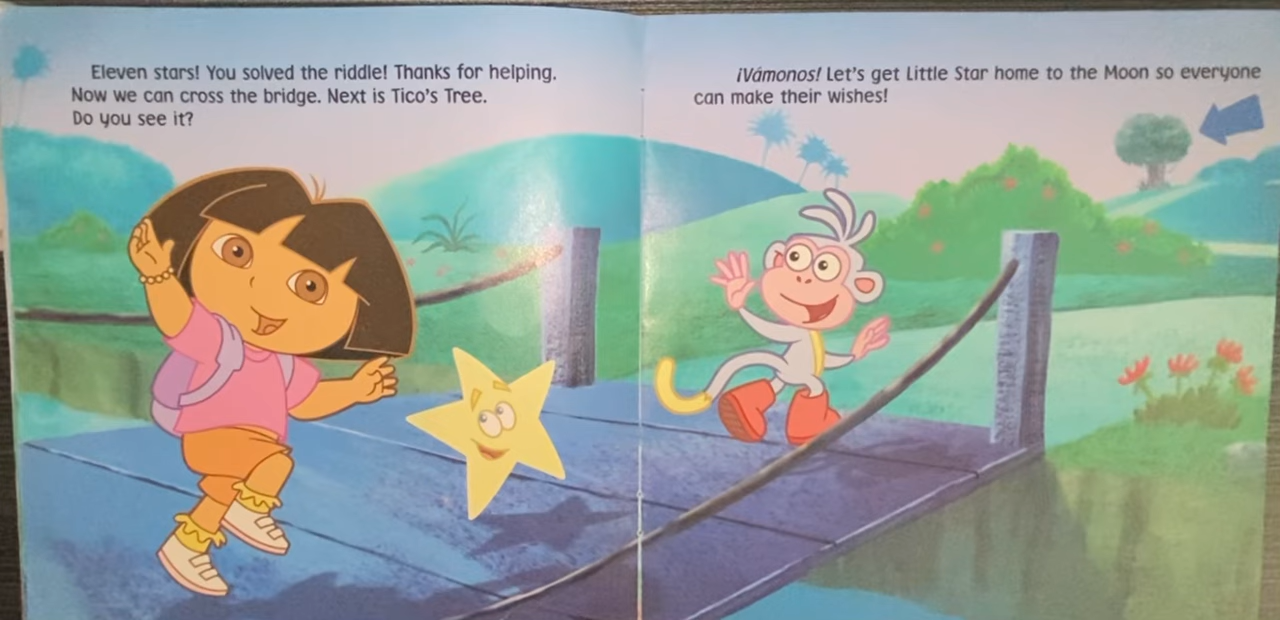 Eleven stars! You solved the riddle! Thanks for helping.
Now we can cross the bridge. Next is Tico's Tree.
Do you see it?
¡Vámonos! Let's get Little Star home to the Moon so everyone
can make their wishes!